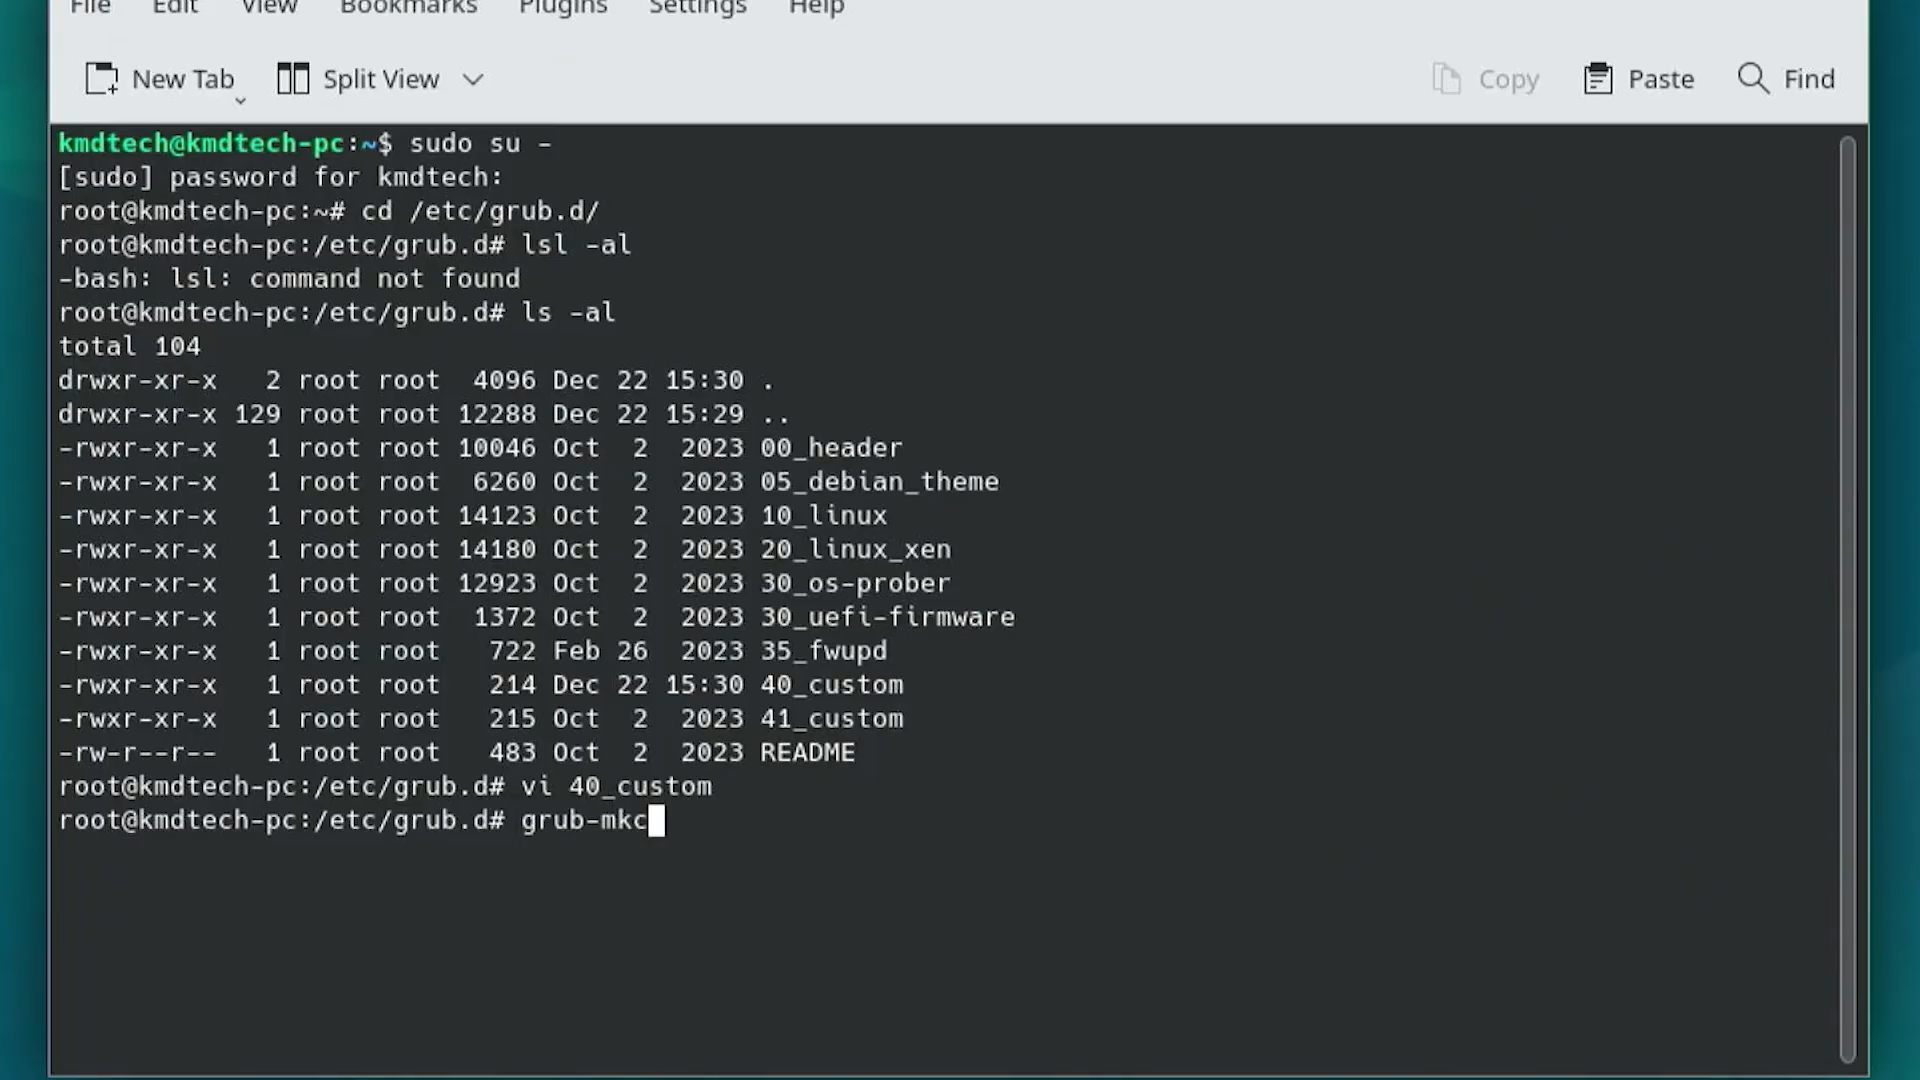 File Edit View Bookmarks Plugins Settings Help
New Tab Split View Copy Paste Find
kmdtech@kmdtech-pc:~$ sudo su -
[sudo] password for kmdtech:
root@kmdtech-pc:~# cd /etc/grub.d/
root@kmdtech-pc:/etc/grub.d# lsl -al
-bash: lsl: command not found
root@kmdtech-pc:/etc/grub.d# ls -al
total 104
drwxr-xr-x   2 root root  4096 Dec 22 15:30 .
drwxr-xr-x 129 root root 12288 Dec 22 15:29 ..
-rwxr-xr-x   1 root root 10046 Oct  2  2023 00_header
-rwxr-xr-x   1 root root  6260 Oct  2  2023 05_debian_theme
-rwxr-xr-x   1 root root 14123 Oct  2  2023 10_linux
-rwxr-xr-x   1 root root 14180 Oct  2  2023 20_linux_xen
-rwxr-xr-x   1 root root 12923 Oct  2  2023 30_os-prober
-rwxr-xr-x   1 root root  1372 Oct  2  2023 30_uefi-firmware
-rwxr-xr-x   1 root root   722 Feb 26  2023 35_fwupd
-rwxr-xr-x   1 root root   214 Dec 22 15:30 40_custom
-rwxr-xr-x   1 root root   215 Oct  2  2023 41_custom
-rw-r--r--   1 root root   483 Oct  2  2023 README
root@kmdtech-pc:/etc/grub.d# vi 40_custom
root@kmdtech-pc:/etc/grub.d# grub-mkc